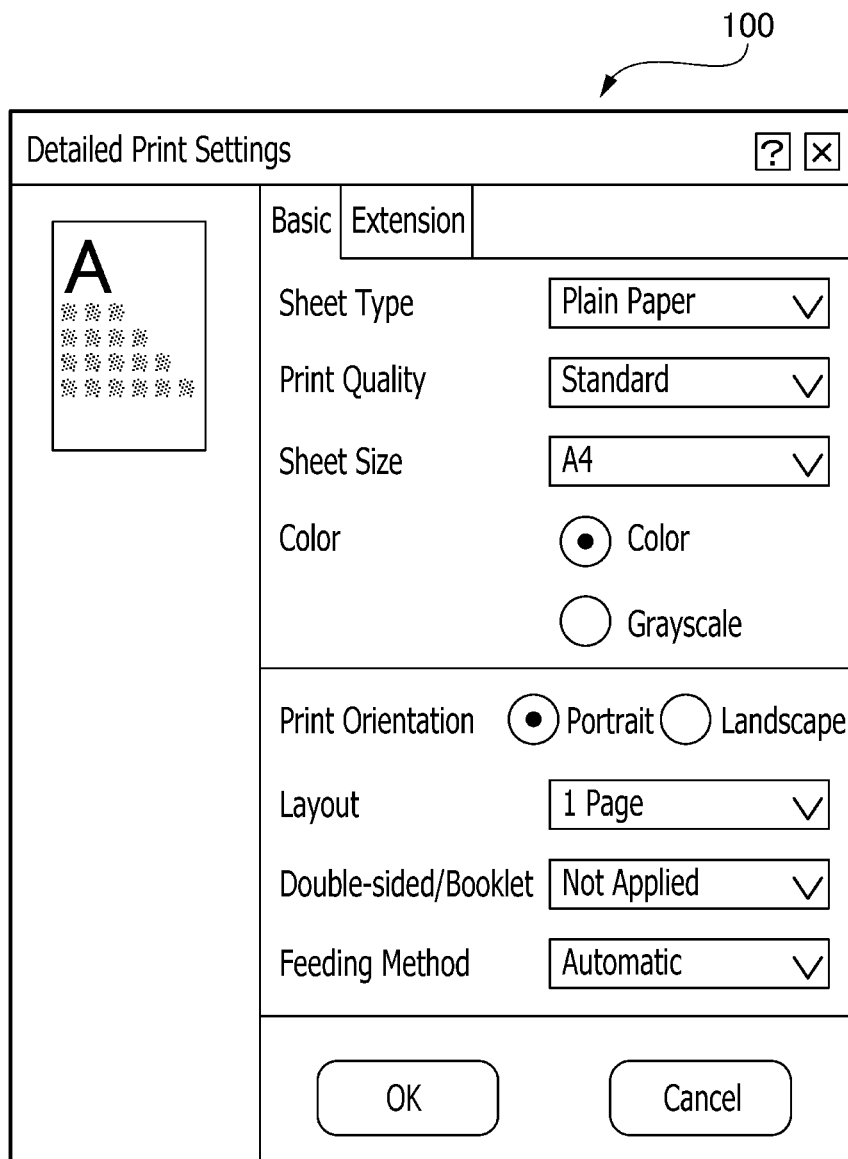 100
Detailed Print Settings ? ×
Basic Extension
A
Sheet Type Plain Paper
Print Quality Standard
Sheet Size A4
Color Color
Grayscale
Print Orientation Portrait Landscape
Layout 1 Page
Double-sided/Booklet Not Applied
Feeding Method Automatic
OK Cancel